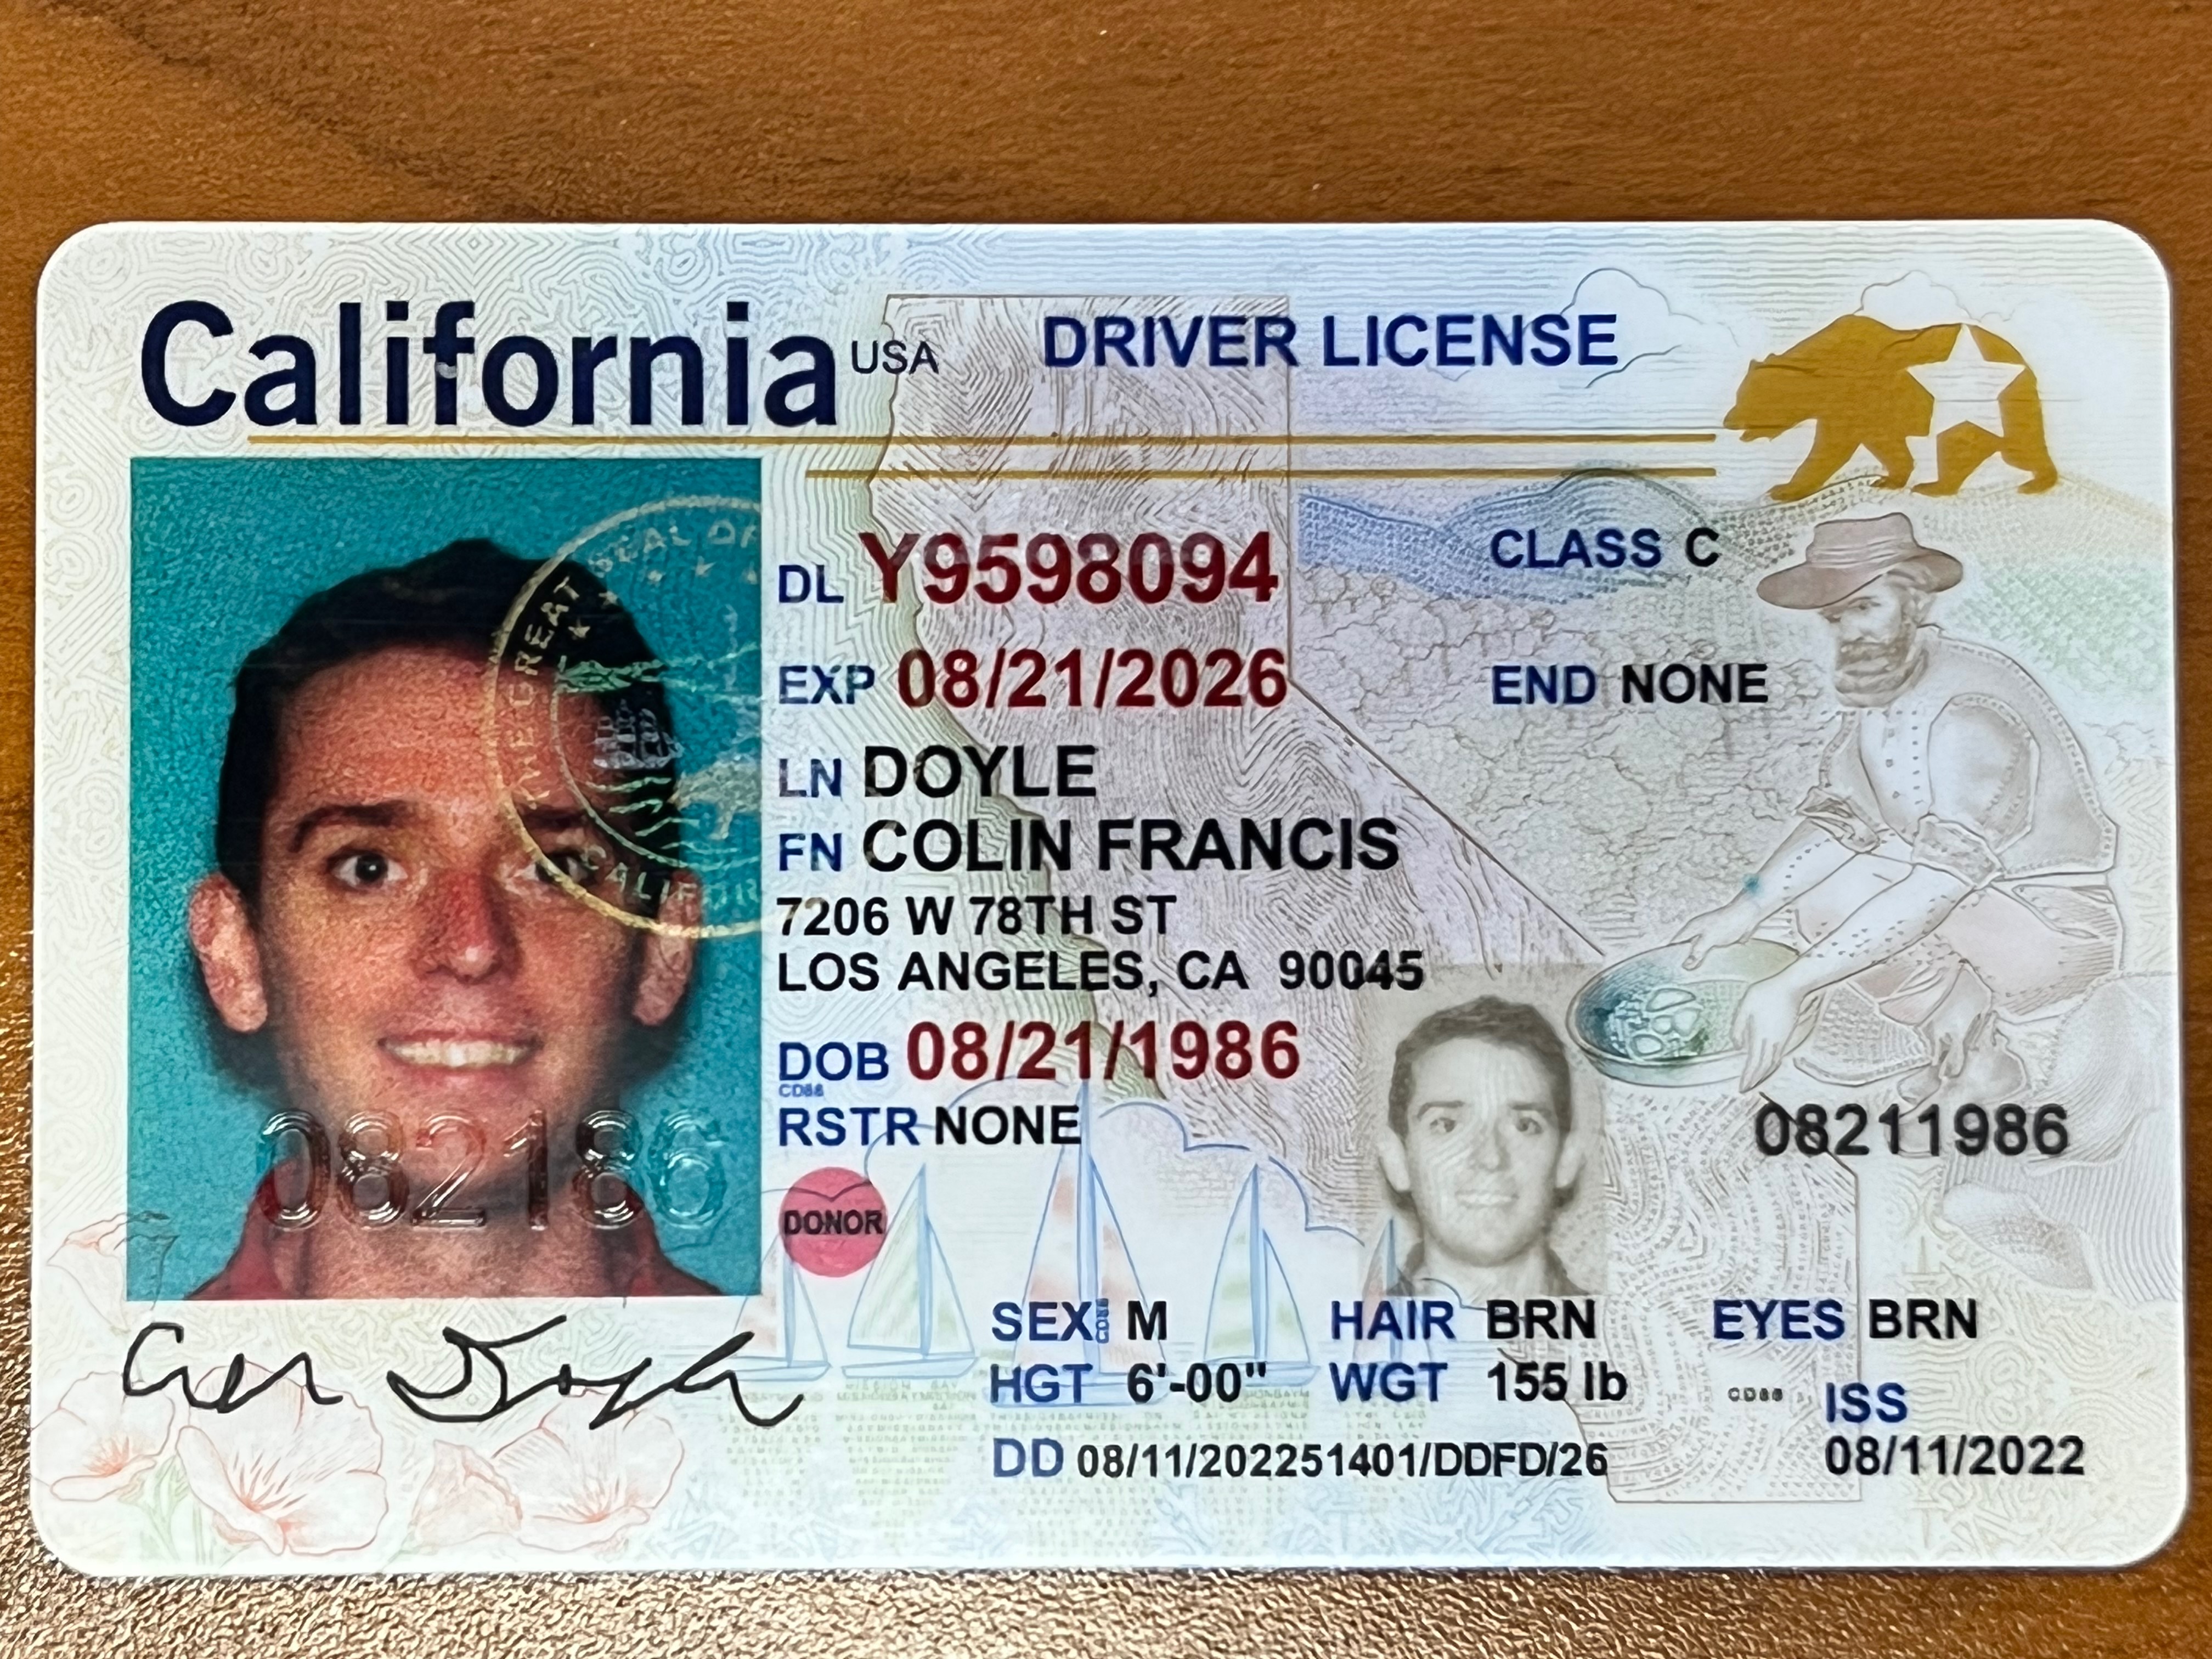 California USA DRIVER LICENSE
DL Y9598094 CLASS C
EXP 08/21/2026 END NONE
LN DOYLE
FN COLIN FRANCIS
7206 W 78TH ST
LOS ANGELES, CA 90045
DOB 08/21/1986
RSTR NONE
08211986
082186
DONOR
SEX M HAIR BRN EYES BRN
HGT 6'-00" WGT 155 lb ISS
DD 08/11/202251401/DDFD/26 08/11/2022